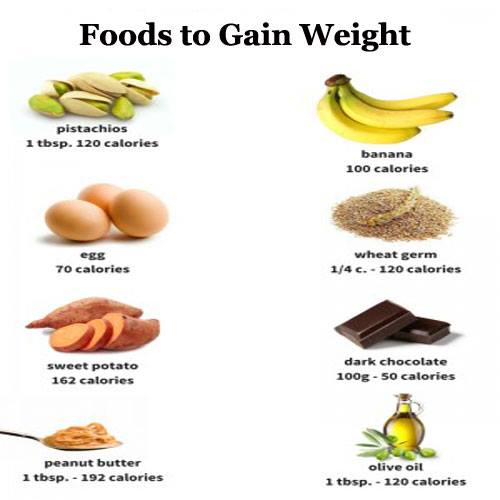 Foods to Gain Weight
pistachios
1 tbsp. 120 calories
banana
100 calories
egg
70 calories
wheat germ
1/4 c. - 120 calories
sweet potato
162 calories
dark chocolate
100g - 50 calories
peanut butter
1 tbsp. - 192 calories
olive oil
1 tbsp. - 120 calories